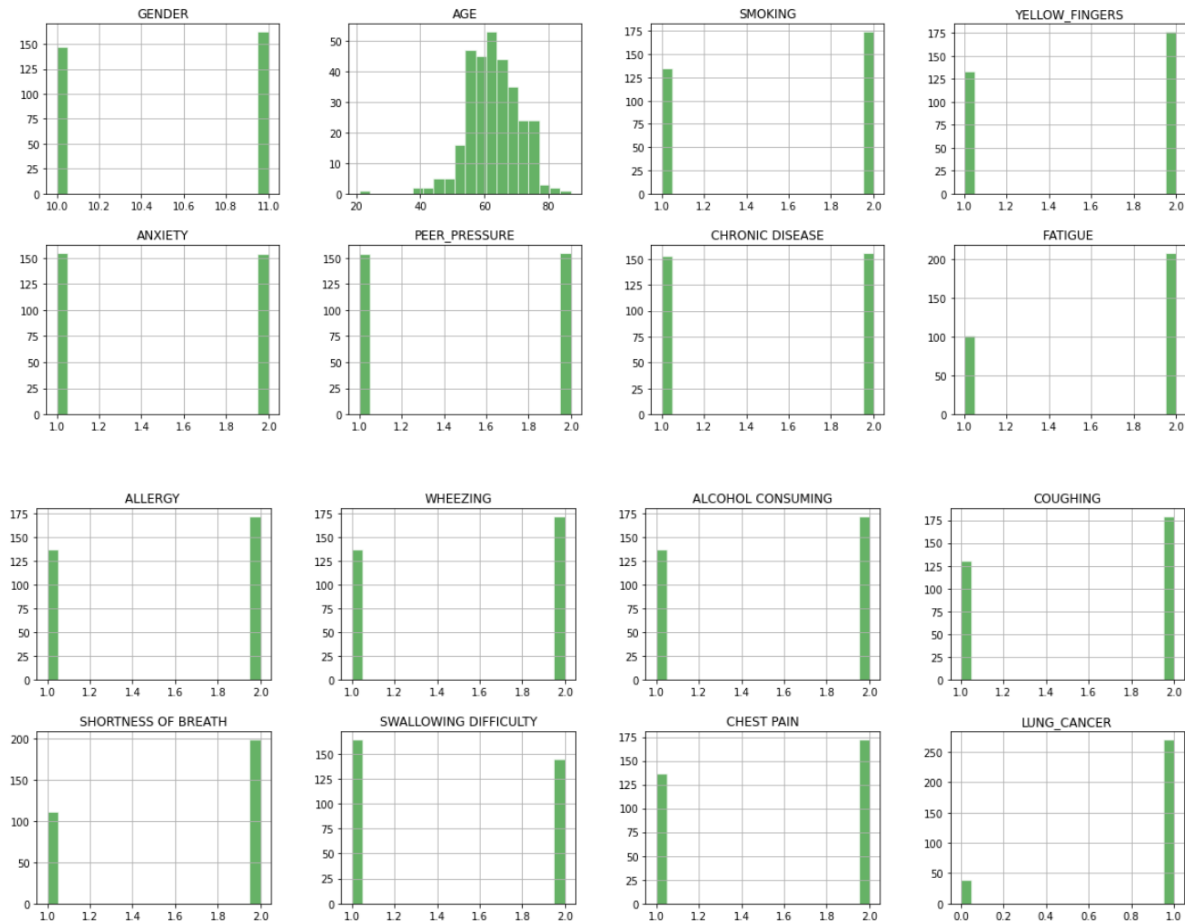 GENDER AGE SMOKING YELLOW_FINGERS
150 50 175 175
125 40 150 150
100 30 125 125
75 20 100 100
50 10 75 75
25 0 50 50
0 25 25
0 0
10.0 10.2 10.4 10.6 10.8 11.0 20 40 60 80 1.0 1.2 1.4 1.6 1.8 2.0 1.0 1.2 1.4 1.6 1.8 2.0
ANXIETY PEER_PRESSURE CHRONIC DISEASE FATIGUE
150 150 150 200
125 125 125 150
100 100 100 100
75 75 75 50
50 50 50 0
25 25 25
0 0 0
1.0 1.2 1.4 1.6 1.8 2.0 1.0 1.2 1.4 1.6 1.8 2.0 1.0 1.2 1.4 1.6 1.8 2.0 1.0 1.2 1.4 1.6 1.8 2.0
ALLERGY WHEEZING ALCOHOL CONSUMING COUGHING
175 175 175 175
150 150 150 150
125 125 125 125
100 100 100 100
75 75 75 75
50 50 50 50
25 25 25 25
0 0 0 0
1.0 1.2 1.4 1.6 1.8 2.0 1.0 1.2 1.4 1.6 1.8 2.0 1.0 1.2 1.4 1.6 1.8 2.0 1.0 1.2 1.4 1.6 1.8 2.0
SHORTNESS OF BREATH SWALLOWING DIFFICULTY CHEST PAIN LUNG_CANCER
200 150 175 250
150 125 150 200
100 100 125 150
50 75 100 100
0 50 75 50
25 50 0
0 25
0
1.0 1.2 1.4 1.6 1.8 2.0 1.0 1.2 1.4 1.6 1.8 2.0 1.0 1.2 1.4 1.6 1.8 2.0 0.0 0.2 0.4 0.6 0.8 1.0